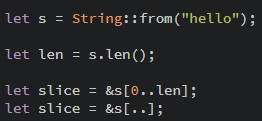 let s = String::from("hello");
let len = s.len();
let slice = &s[0..len];
let slice = &s[..];